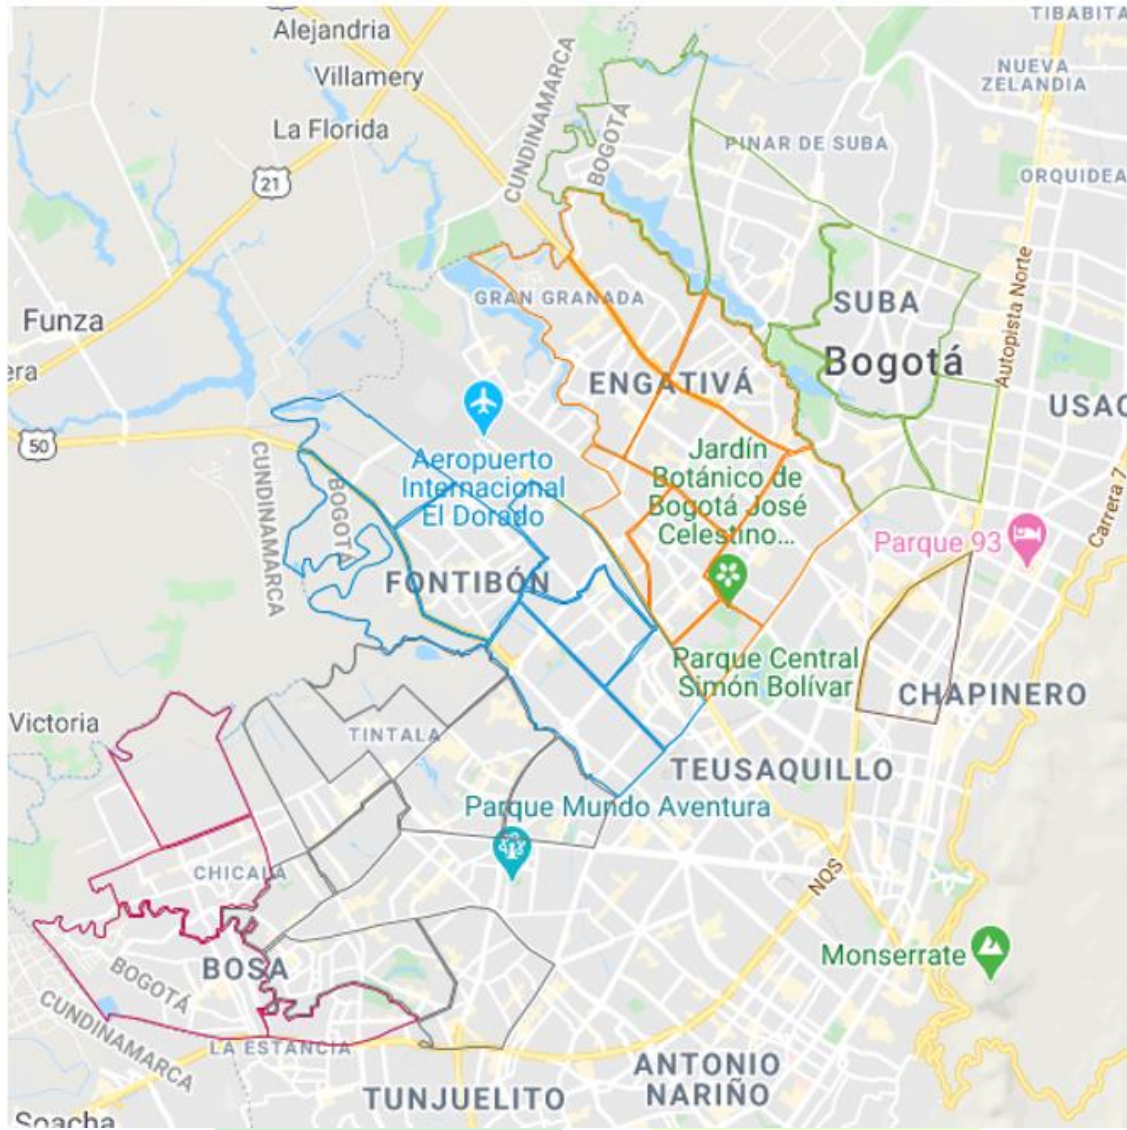 Alejandria
TIBABITA
Villamery
NUEVA
ZELANDIA
La Florida
CUNDINAMARCA
BOGOTÁ
PINAR DE SUBA
21
ORQUIDEA
GRAN GRANADA
SUBA
Autopista Norte
Funza
Bogotá
era
ENGATIVÁ
USAC
50
Jardín
Botánico de
Bogotá José
Celestino...
Aeropuerto
Internacional
El Dorado
CUNDINAMARCA
BOGOTÁ
Carrera 7
Parque 93
FONTIBÓN
Parque Central
Simón Bolívar
CHAPINERO
Victoria
TINTALA
TEUSAQUILLO
Parque Mundo Aventura
CHICALA
NQS
Monserrate
BOSA
BOGOTÁ
CUNDINAMARCA
LA ESTANCIA
ANTONIO
NARIÑO
TUNJUELITO
Soacha